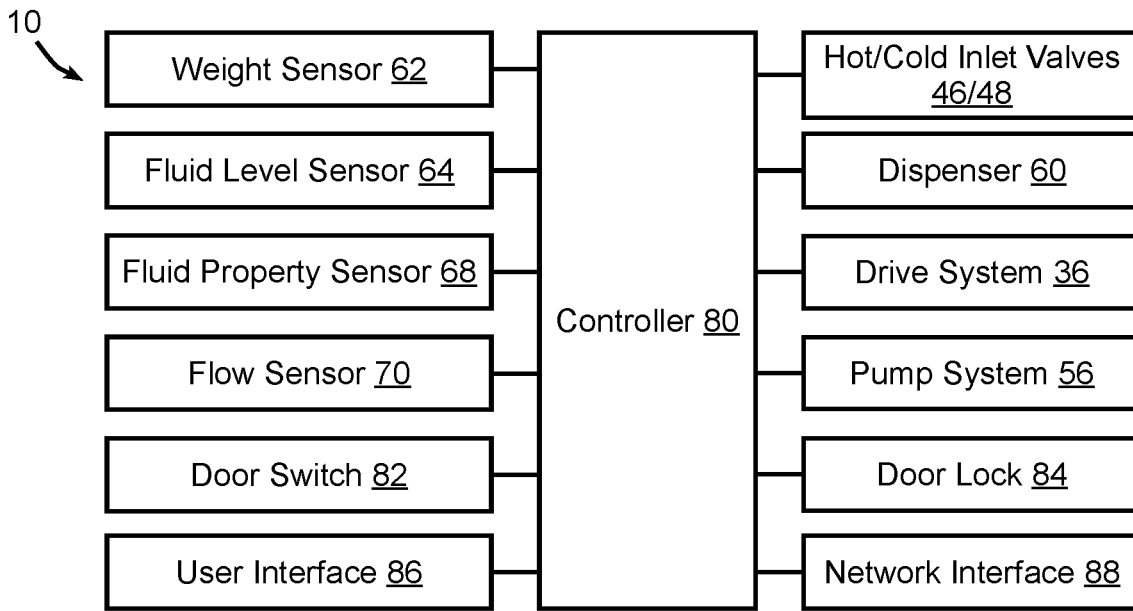 10
Weight Sensor 62
Fluid Level Sensor 64
Fluid Property Sensor 68
Flow Sensor 70
Door Switch 82
User Interface 86
Controller 80
Hot/Cold Inlet Valves
46/48
Dispenser 60
Drive System 36
Pump System 56
Door Lock 84
Network Interface 88